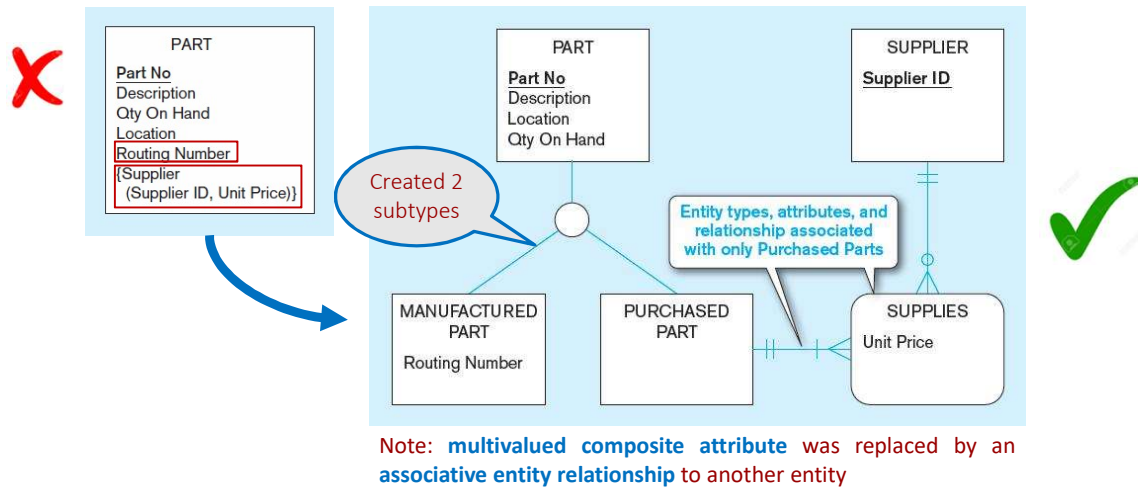 PART
Part No
Description
Qty On Hand
Location
Routing Number
{Supplier
(Supplier ID, Unit Price)}
Created 2
subtypes
PART
Part No
Description
Location
Qty On Hand
SUPPLIER
Supplier ID
Entity types, attributes, and
relationship associated
with only Purchased Parts
MANUFACTURED
PART
Routing Number
PURCHASED
PART
SUPPLIES
Unit Price
Note: multivalued composite attribute was replaced by an
associative entity relationship to another entity